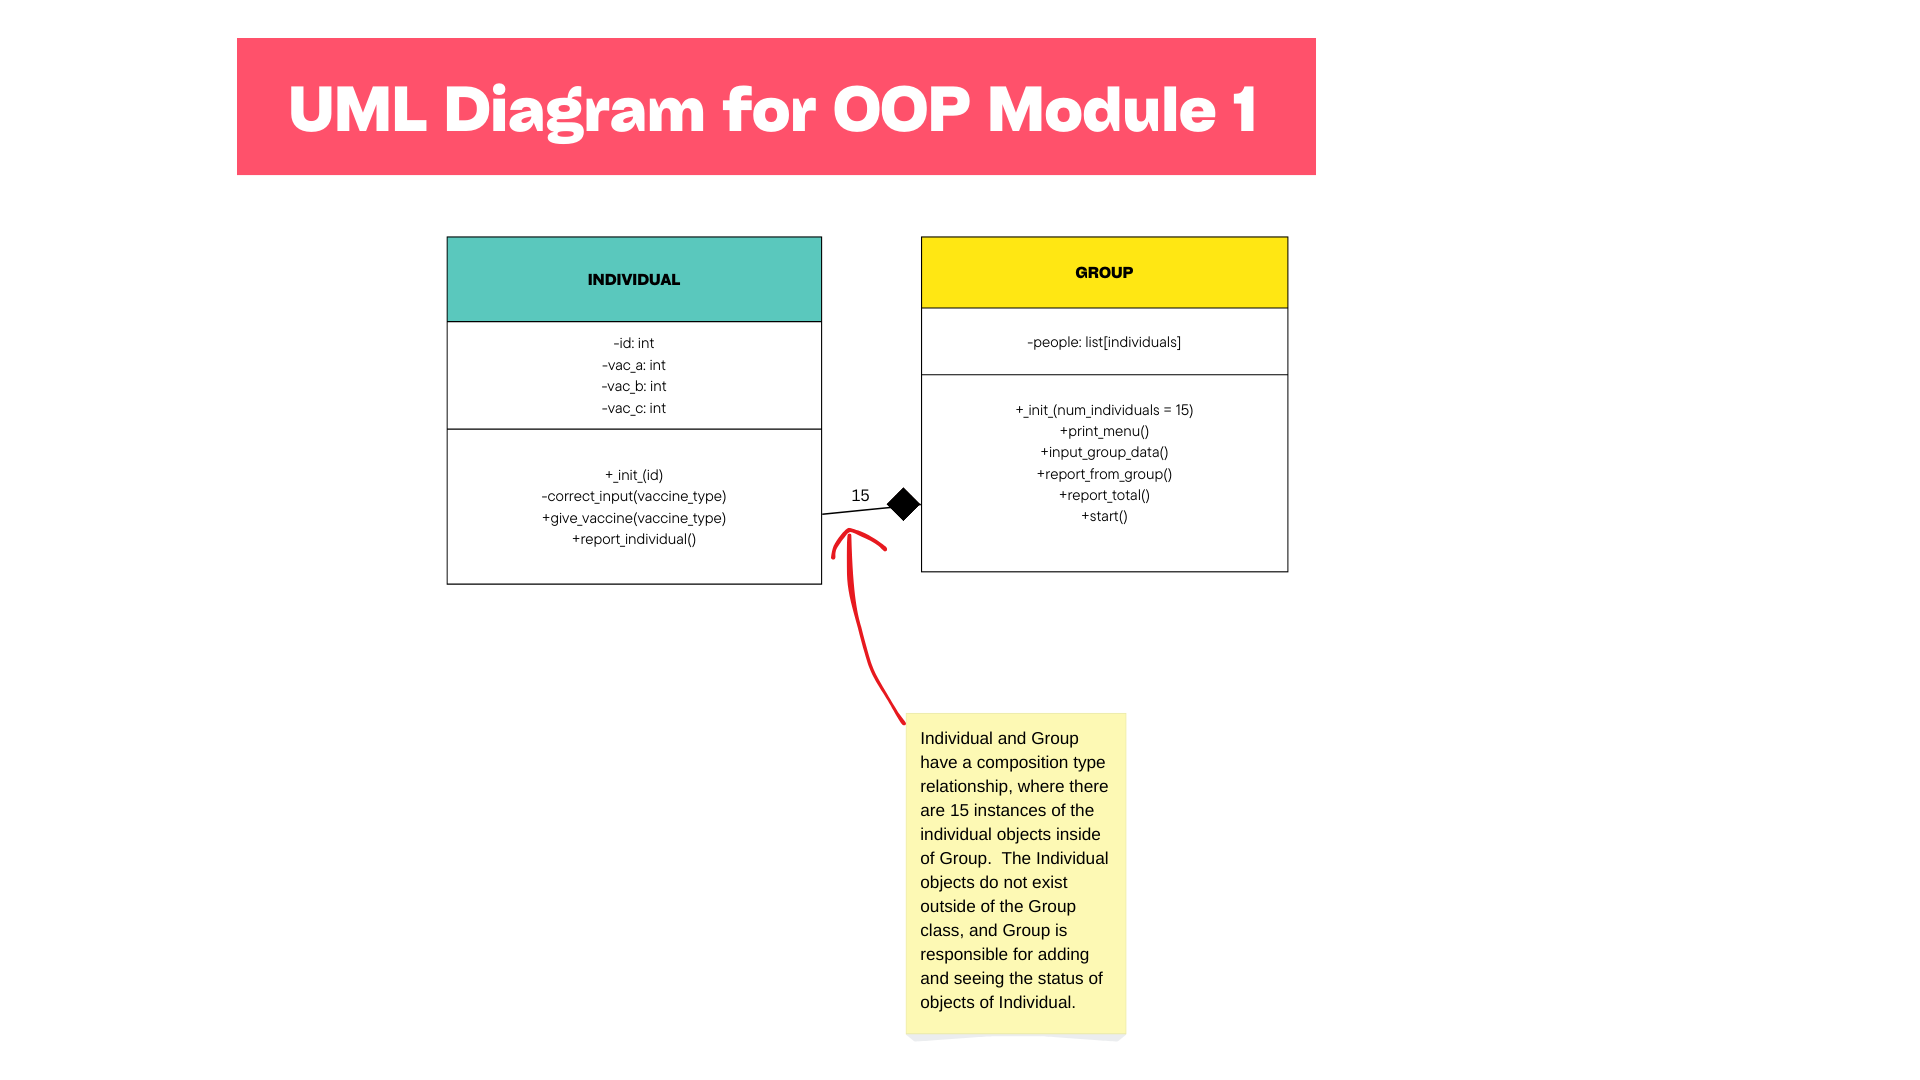 UML Diagram for OOP Module 1
INDIVIDUAL
-id: int
-vac_a: int
-vac_b: int
-vac_c: int
+_init_(id)
-correct_input(vaccine_type)
+give_vaccine(vaccine_type)
+report_individual()
15
GROUP
-people: list[individuals]
+_init_(num_individuals = 15)
+print_menu()
+input_group_data()
+report_from_group()
+report_total()
+start()
Individual and Group
have a composition type
relationship, where there
are 15 instances of the
individual objects inside
of Group.  The Individual
objects do not exist
outside of the Group
class, and Group is
responsible for adding
and seeing the status of
objects of Individual.